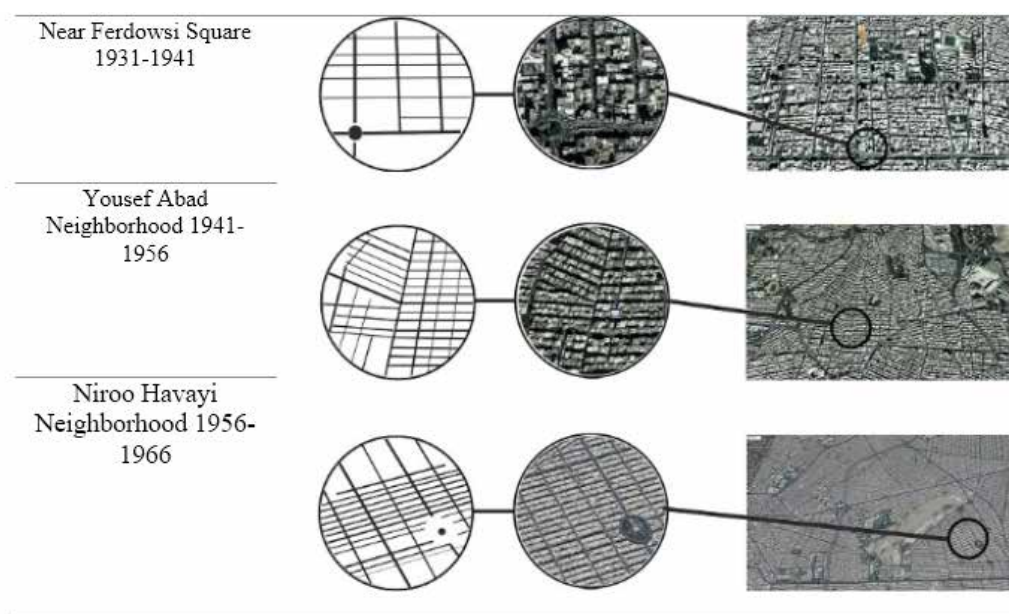 Near Ferdowsi Square
1931-1941
Yousef Abad
Neighborhood 1941-
1956
Niroo Havayi
Neighborhood 1956-
1966